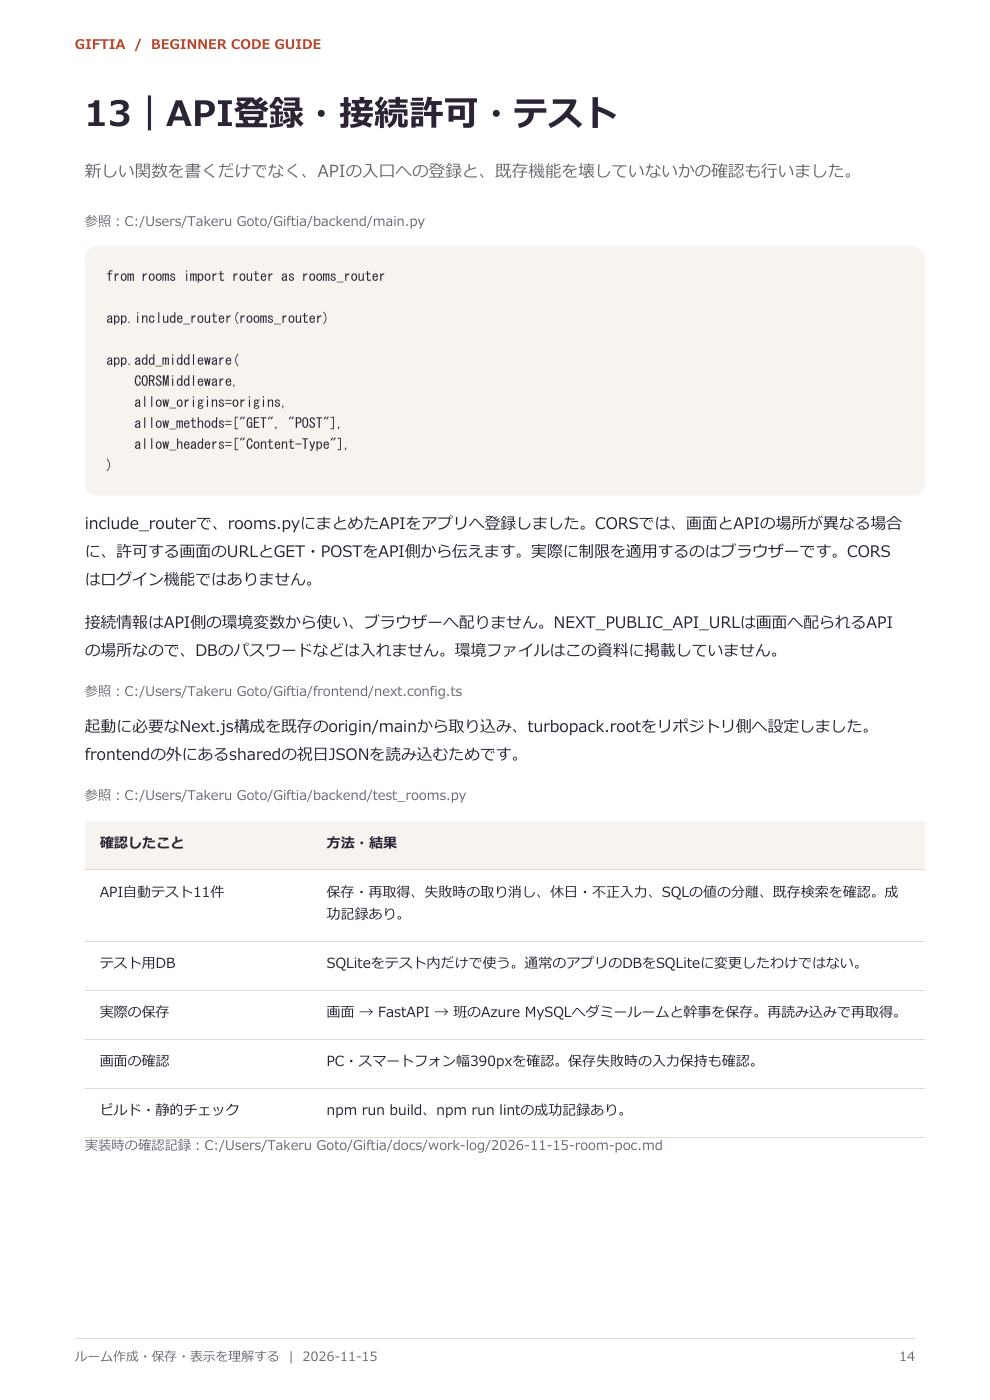 GIFTIA / BEGINNER CODE GUIDE
13｜API登録・接続許可・テスト
新しい関数を書くだけでなく、APIの入口への登録と、既存機能を壊していないかの確認も行いました。
参照：C:/Users/Takeru Goto/Giftia/backend/main.py
from rooms import router as rooms_router
app.include_router(rooms_router)
app.add_middleware(
    CORSMiddleware,
    allow_origins=origins,
    allow_methods=["GET", "POST"],
    allow_headers=["Content-Type"],
)
include_routerで、rooms.pyにまとめたAPIをアプリへ登録しました。CORSでは、画面とAPIの場所が異なる場合
に、許可する画面のURLとGET・POSTをAPI側から伝えます。実際に制限を適用するのはブラウザーです。CORS
はログイン機能ではありません。
接続情報はAPI側の環境変数から使い、ブラウザーへ配りません。NEXT_PUBLIC_API_URLは画面へ配られるAPI
の場所なので、DBのパスワードなどは入れません。環境ファイルはこの資料に掲載していません。
参照：C:/Users/Takeru Goto/Giftia/frontend/next.config.ts
起動に必要なNext.js構成を既存のorigin/mainから取り込み、turbopack.rootをリポジトリ側へ設定しました。
frontendの外にあるsharedの祝日JSONを読み込むためです。
参照：C:/Users/Takeru Goto/Giftia/backend/test_rooms.py
確認したこと 方法・結果
API自動テスト11件 保存・再取得、失敗時の取り消し、休日・不正入力、SQLの値の分離、既存検索を確認。成
功記録あり。
テスト用DB SQLiteをテスト内だけで使う。通常のアプリのDBをSQLiteに変更したわけではない。
実際の保存 画面 → FastAPI → 班のAzure MySQLへダミールームと幹事を保存。再読み込みで再取得。
画面の確認 PC・スマートフォン幅390pxを確認。保存失敗時の入力保持も確認。
ビルド・静的チェック npm run build、npm run lintの成功記録あり。
実装時の確認記録：C:/Users/Takeru Goto/Giftia/docs/work-log/2026-11-15-room-poc.md
ルーム作成・保存・表示を理解する | 2026-11-15
14